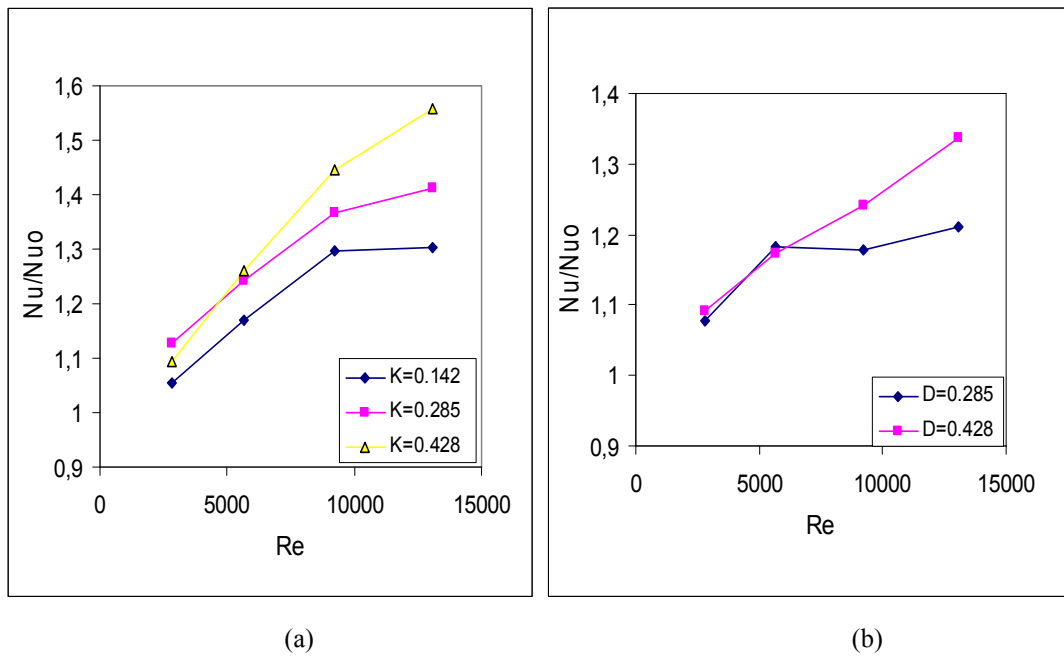 1,6
1,5
1,4
1,3
1,2
1,1
1
0,9
Nu/Nuo
0 5000 10000 15000
Re
K=0.142
K=0.285
K=0.428
(a)
1,4
1,3
1,2
1,1
1
0,9
Nu/Nuo
0 5000 10000 15000
Re
D=0.285
D=0.428
(b)